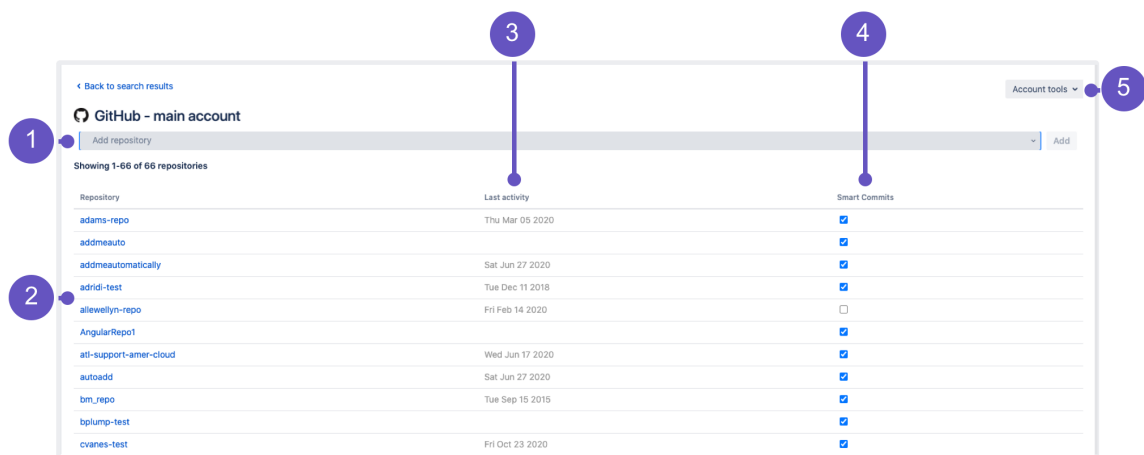 3
4
< Back to search results
Account tools
5
GitHub - main account
1
Add repository
Add
Showing 1-66 of 66 repositories
Repository Last activity Smart Commits
adams-repo Thu Mar 05 2020
addmeauto
addmeautomatically Sat Jun 27 2020
adridi-test Tue Dec 11 2018
2
allewellyn-repo Fri Feb 14 2020
AngularRepo1
atl-support-amer-cloud Wed Jun 17 2020
autoadd Sat Jun 27 2020
bm_repo Tue Sep 15 2015
bplump-test
cvanes-test Fri Oct 23 2020